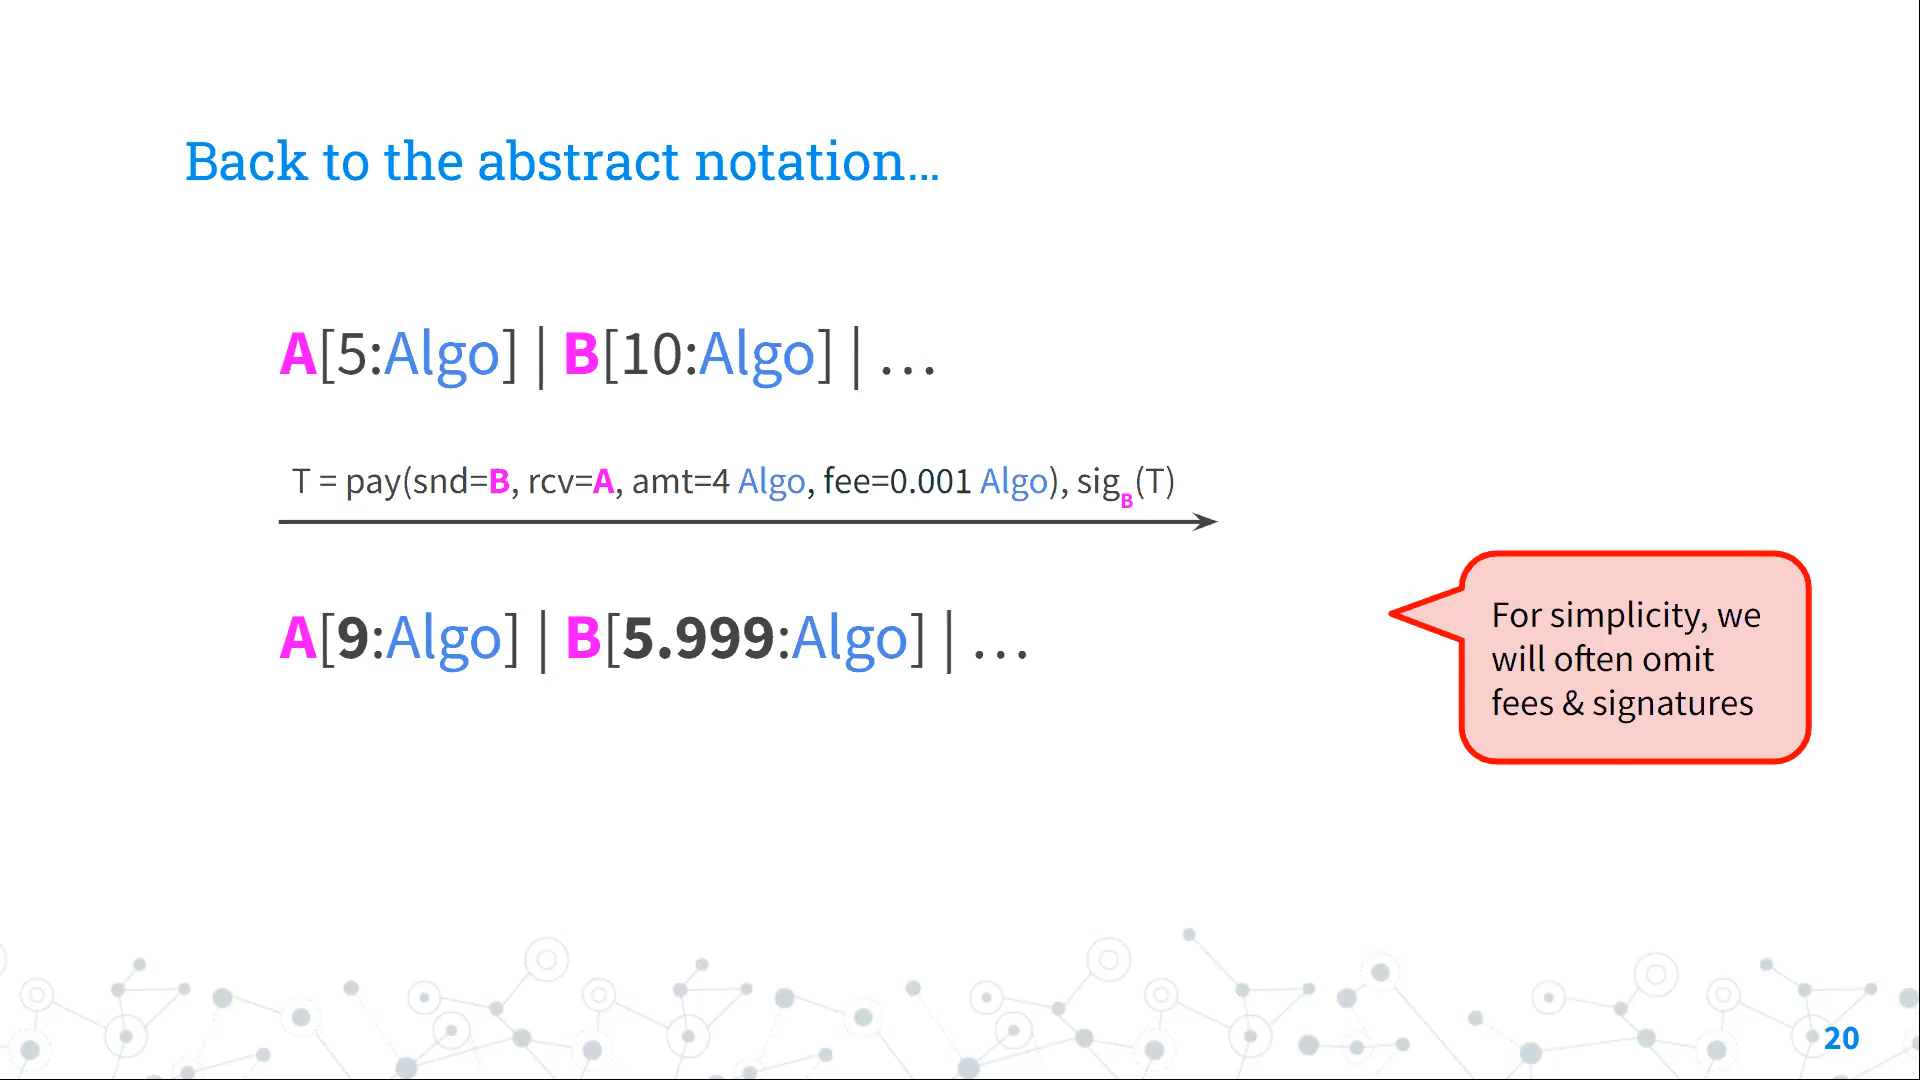 Back to the abstract notation…
A[5:Algo] | B[10:Algo] | …
T = pay(snd=B, rcv=A, amt=4 Algo, fee=0.001 Algo), sigB(T)
A[9:Algo] | B[5.999:Algo] | …
For simplicity, we
will often omit
fees & signatures
20